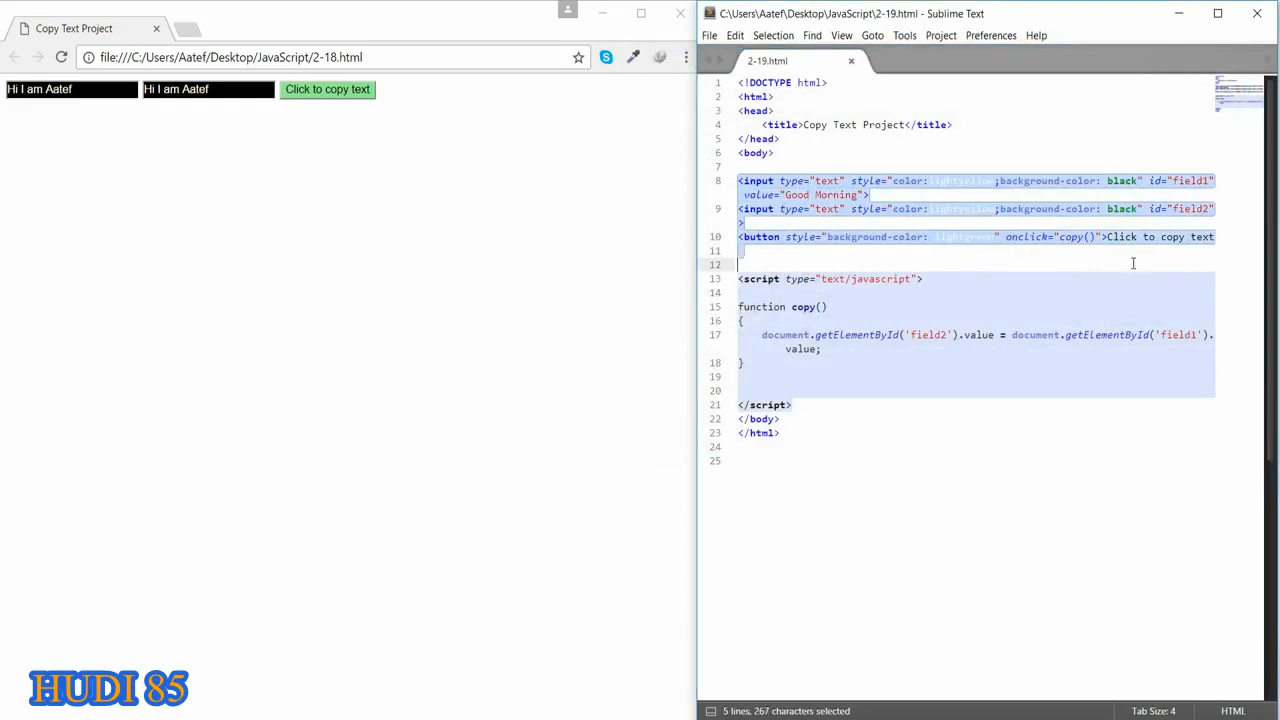 Copy Text Project
file:///C:/Users/Aatef/Desktop/JavaScript/2-18.html
Hi I am Aatef Hi I am Aatef Click to copy text
C:\Users\Aatef\Desktop\JavaScript\2-19.html - Sublime Text
File Edit Selection Find View Goto Tools Project Preferences Help
2-19.html
1 <!DOCTYPE html>
2 <html>
3 <head>
4 <title>Copy Text Project</title>
5 </head>
6 <body>
7
8 <input type="text" style="color:lightyellow;background-color: black" id="field1"
value="Good Morning">
9 <input type="text" style="color:lightyellow;background-color: black" id="field2"
>
10 <button style="background-color: lightgreen" onclick="copy()">Click to copy text
11
12
13 <script type="text/javascript">
14
15 function copy()
16 {
17 document.getElementById('field2').value = document.getElementById('field1').
value;
18 }
19
20
21 </script>
22 </body>
23 </html>
24
25
HUDI 85
5 lines, 267 characters selected Tab Size: 4 HTML